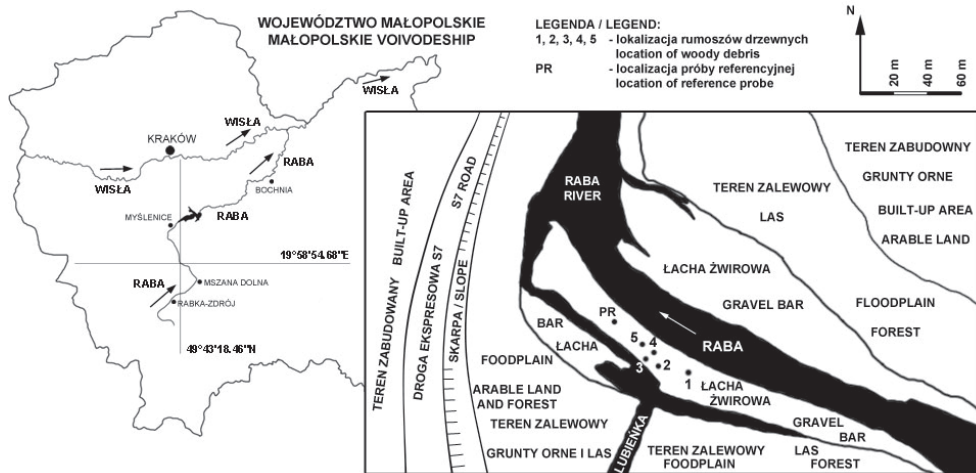 WOJEWÓDZTWO MAŁOPOLSKIE
MAŁOPOLSKIE VOIVODESHIP
LEGENDA / LEGEND:
1, 2, 3, 4, 5 - lokalizacja rumoszów drzewnych
location of woody debris
PR - localizacja próby referencyjnej
location of reference probe
N
20 m
40 m
60 m
WISŁA
WISŁA
KRAKÓW
WISŁA
RABA
BOCHNIA
MYŚLENICE
RABA
19°58'54.68"E
RABA
MSZANA DOLNA
RABKA-ZDRÓJ
49°43'18.46"N
TEREN ZABUDOWANY BUILT-UP AREA
DROGA EKSPRESOWA S7 S7 ROAD
SKARPA / SLOPE
RABA
RIVER
TEREN ZALEWOWY
LAS
TEREN ZABUDOWNY
GRUNTY ORNE
BUILT-UP AREA
ARABLE LAND
ŁACHA ŻWIROWA
GRAVEL BAR
FLOODPLAIN
FOREST
RABA
PR
5
4
3
2
1
BAR
ŁACHA
FOODPLAIN
ARABLE LAND
AND FOREST
TEREN ZALEWOWY
GRUNTY ORNE I LAS
ŁACHA
ŻWIROWA
GRAVEL
BAR
LUBIEŃKA
TEREN ZALEWOWY
FOODPLAIN
LAS
FOREST